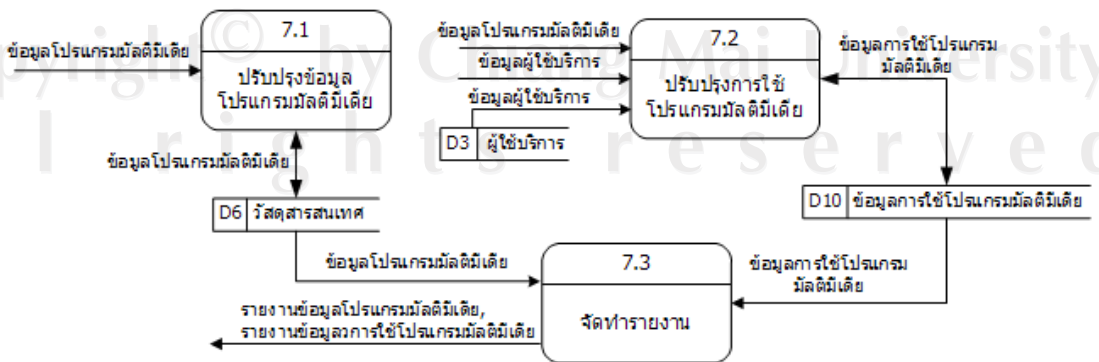 Copyright© by Chiang Mai University
All rights reserved
7.1
ข้อมูลโปรแกรมมัลติมีเดีย
ปรับปรุงข้อมูล
โปรแกรมมัลติมีเดีย
ข้อมูลโปรแกรมมัลติมีเดีย
D6 วัสดุสารสนเทศ
7.2
ข้อมูลโปรแกรมมัลติมีเดีย
ข้อมูลผู้ใช้บริการ
ข้อมูลผู้ใช้บริการ
D3 ผู้ใช้บริการ
ปรับปรุงการใช้
โปรแกรมมัลติมีเดีย
ข้อมูลการใช้โปรแกรม
มัลติมีเดีย
D10 ข้อมูลการใช้โปรแกรมมัลติมีเดีย
ข้อมูลโปรแกรมมัลติมีเดีย
7.3
จัดทำรายงาน
ข้อมูลการใช้โปรแกรม
มัลติมีเดีย
รายงานข้อมูลโปรแกรมมัลติมีเดีย,
รายงานข้อมูลวการใช้โปรแกรมมัลติมีเดีย